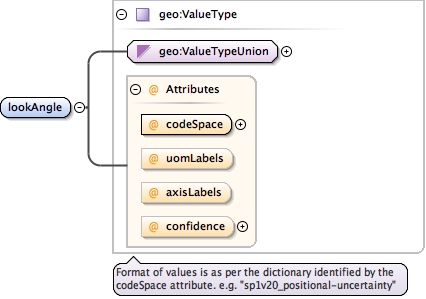 geo:ValueType
geo:ValueTypeUnion
@ Attributes
lookAngle
@ codeSpace
@ uomLabels
@ axisLabels
@ confidence
Format of values is as per the dictionary identified by the
codeSpace attribute. e.g. "sp1v20_positional-uncertainty"